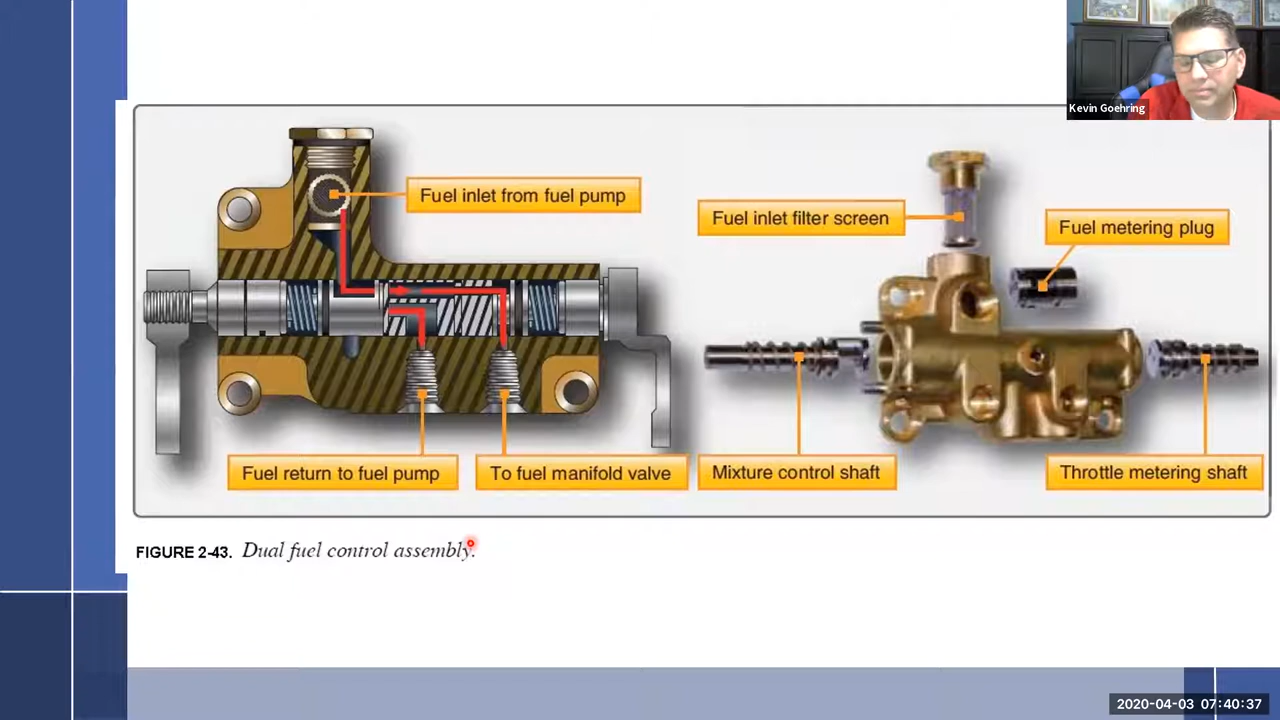 Kevin Goehring
Fuel inlet from fuel pump
Fuel inlet filter screen
Fuel metering plug
Fuel return to fuel pump
To fuel manifold valve
Mixture control shaft
Throttle metering shaft
FIGURE 2-43. Dual fuel control assembly.
2020-04-03 07:40:37